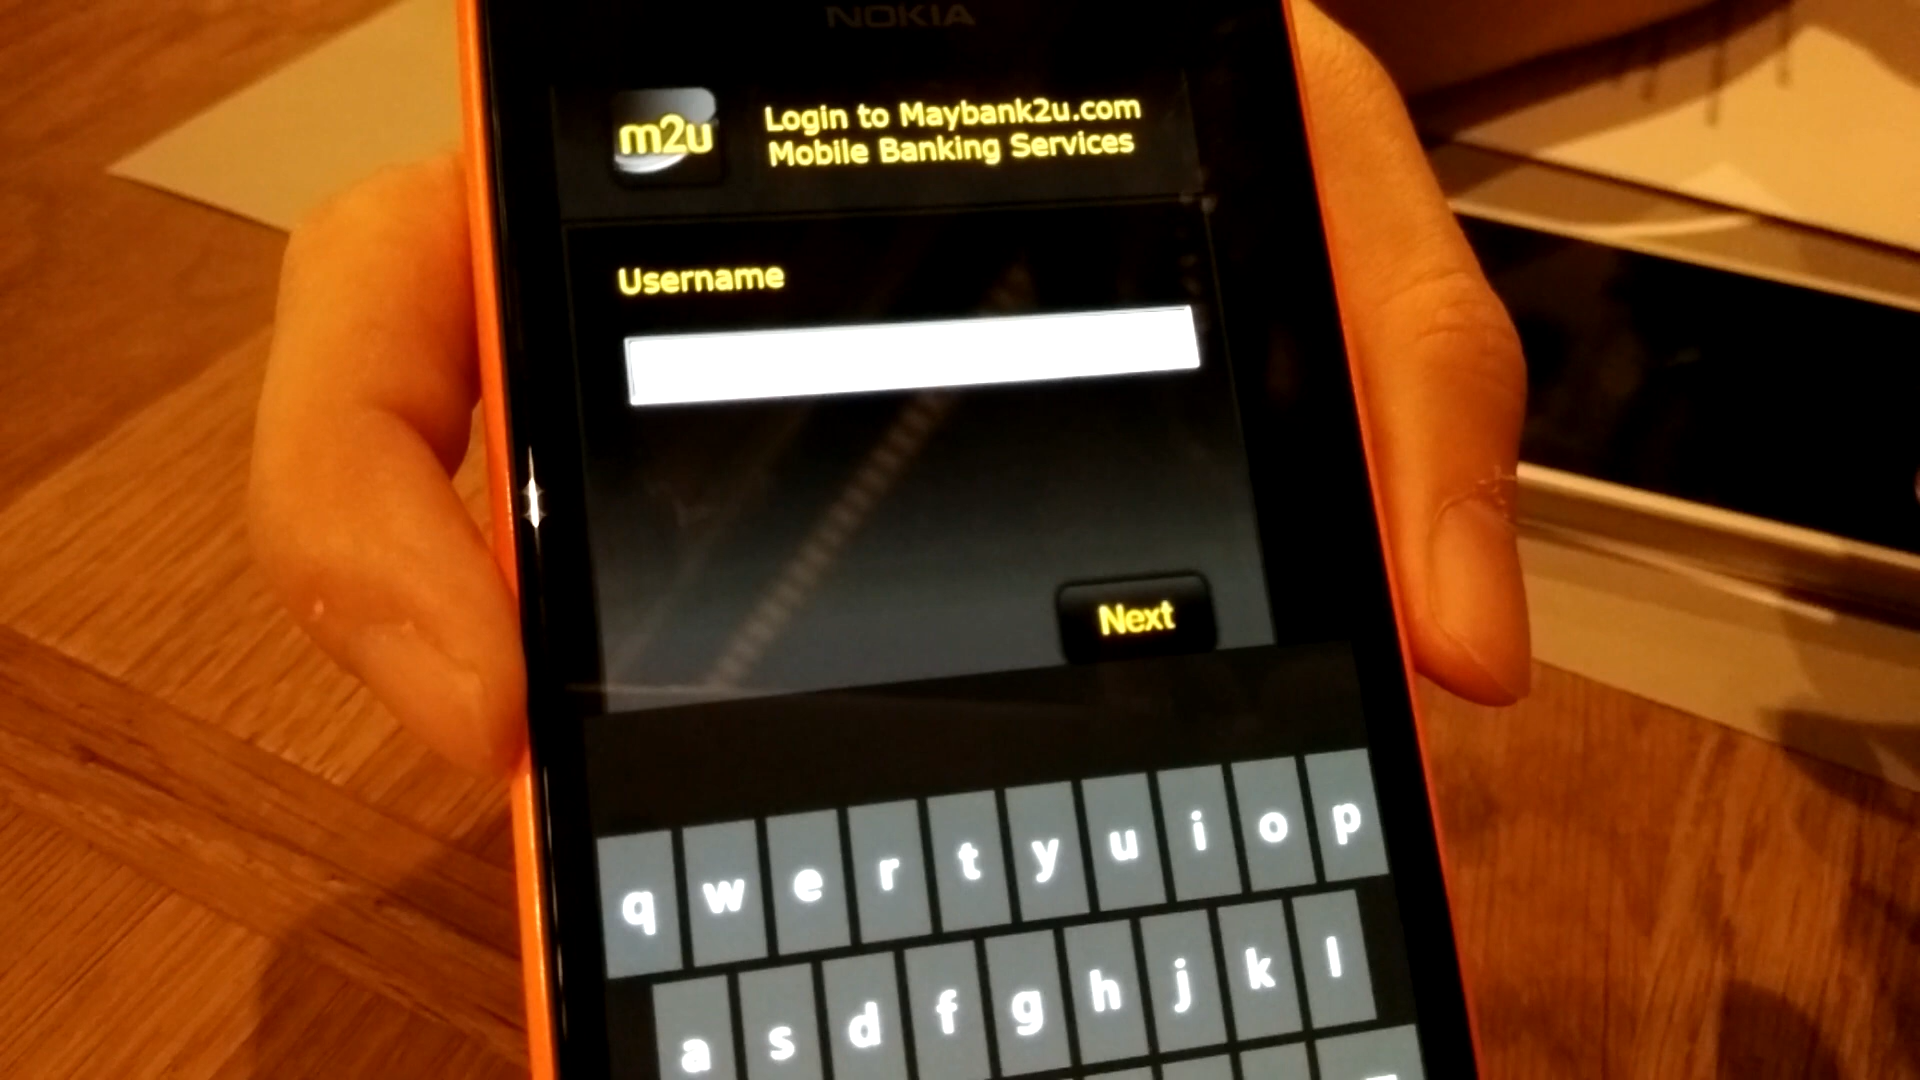 NOKIA
m2u
Login to Maybank2u.com
Mobile Banking Services
Username
Next
q w e r t y u i o p
a s d f g h j k l